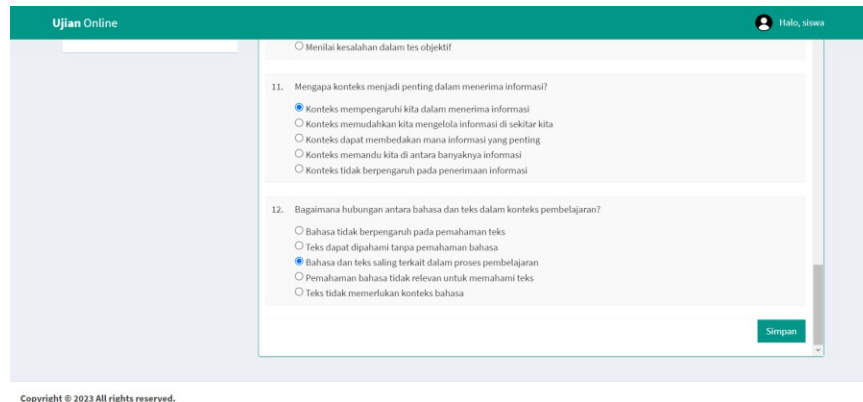 Ujian Online
Halo, siswa
Menilai kesalahan dalam tes objektif
11. Mengapa konteks menjadi penting dalam menerima informasi?
Konteks mempengaruhi kita dalam menerima informasi
Konteks memudahkan kita mengelola informasi di sekitar kita
Konteks dapat membedakan mana informasi yang penting
Konteks memandu kita di antara banyaknya informasi
Konteks tidak berpengaruh pada penerimaan informasi
12. Bagaimana hubungan antara bahasa dan teks dalam konteks pembelajaran?
Bahasa tidak berpengaruh pada pemahaman teks
Teks dapat dipahami tanpa pemahaman bahasa
Bahasa dan teks saling terkait dalam proses pembelajaran
Pemahaman bahasa tidak relevan untuk memahami teks
Teks tidak memerlukan konteks bahasa
Simpan
Copyright © 2023 All rights reserved.